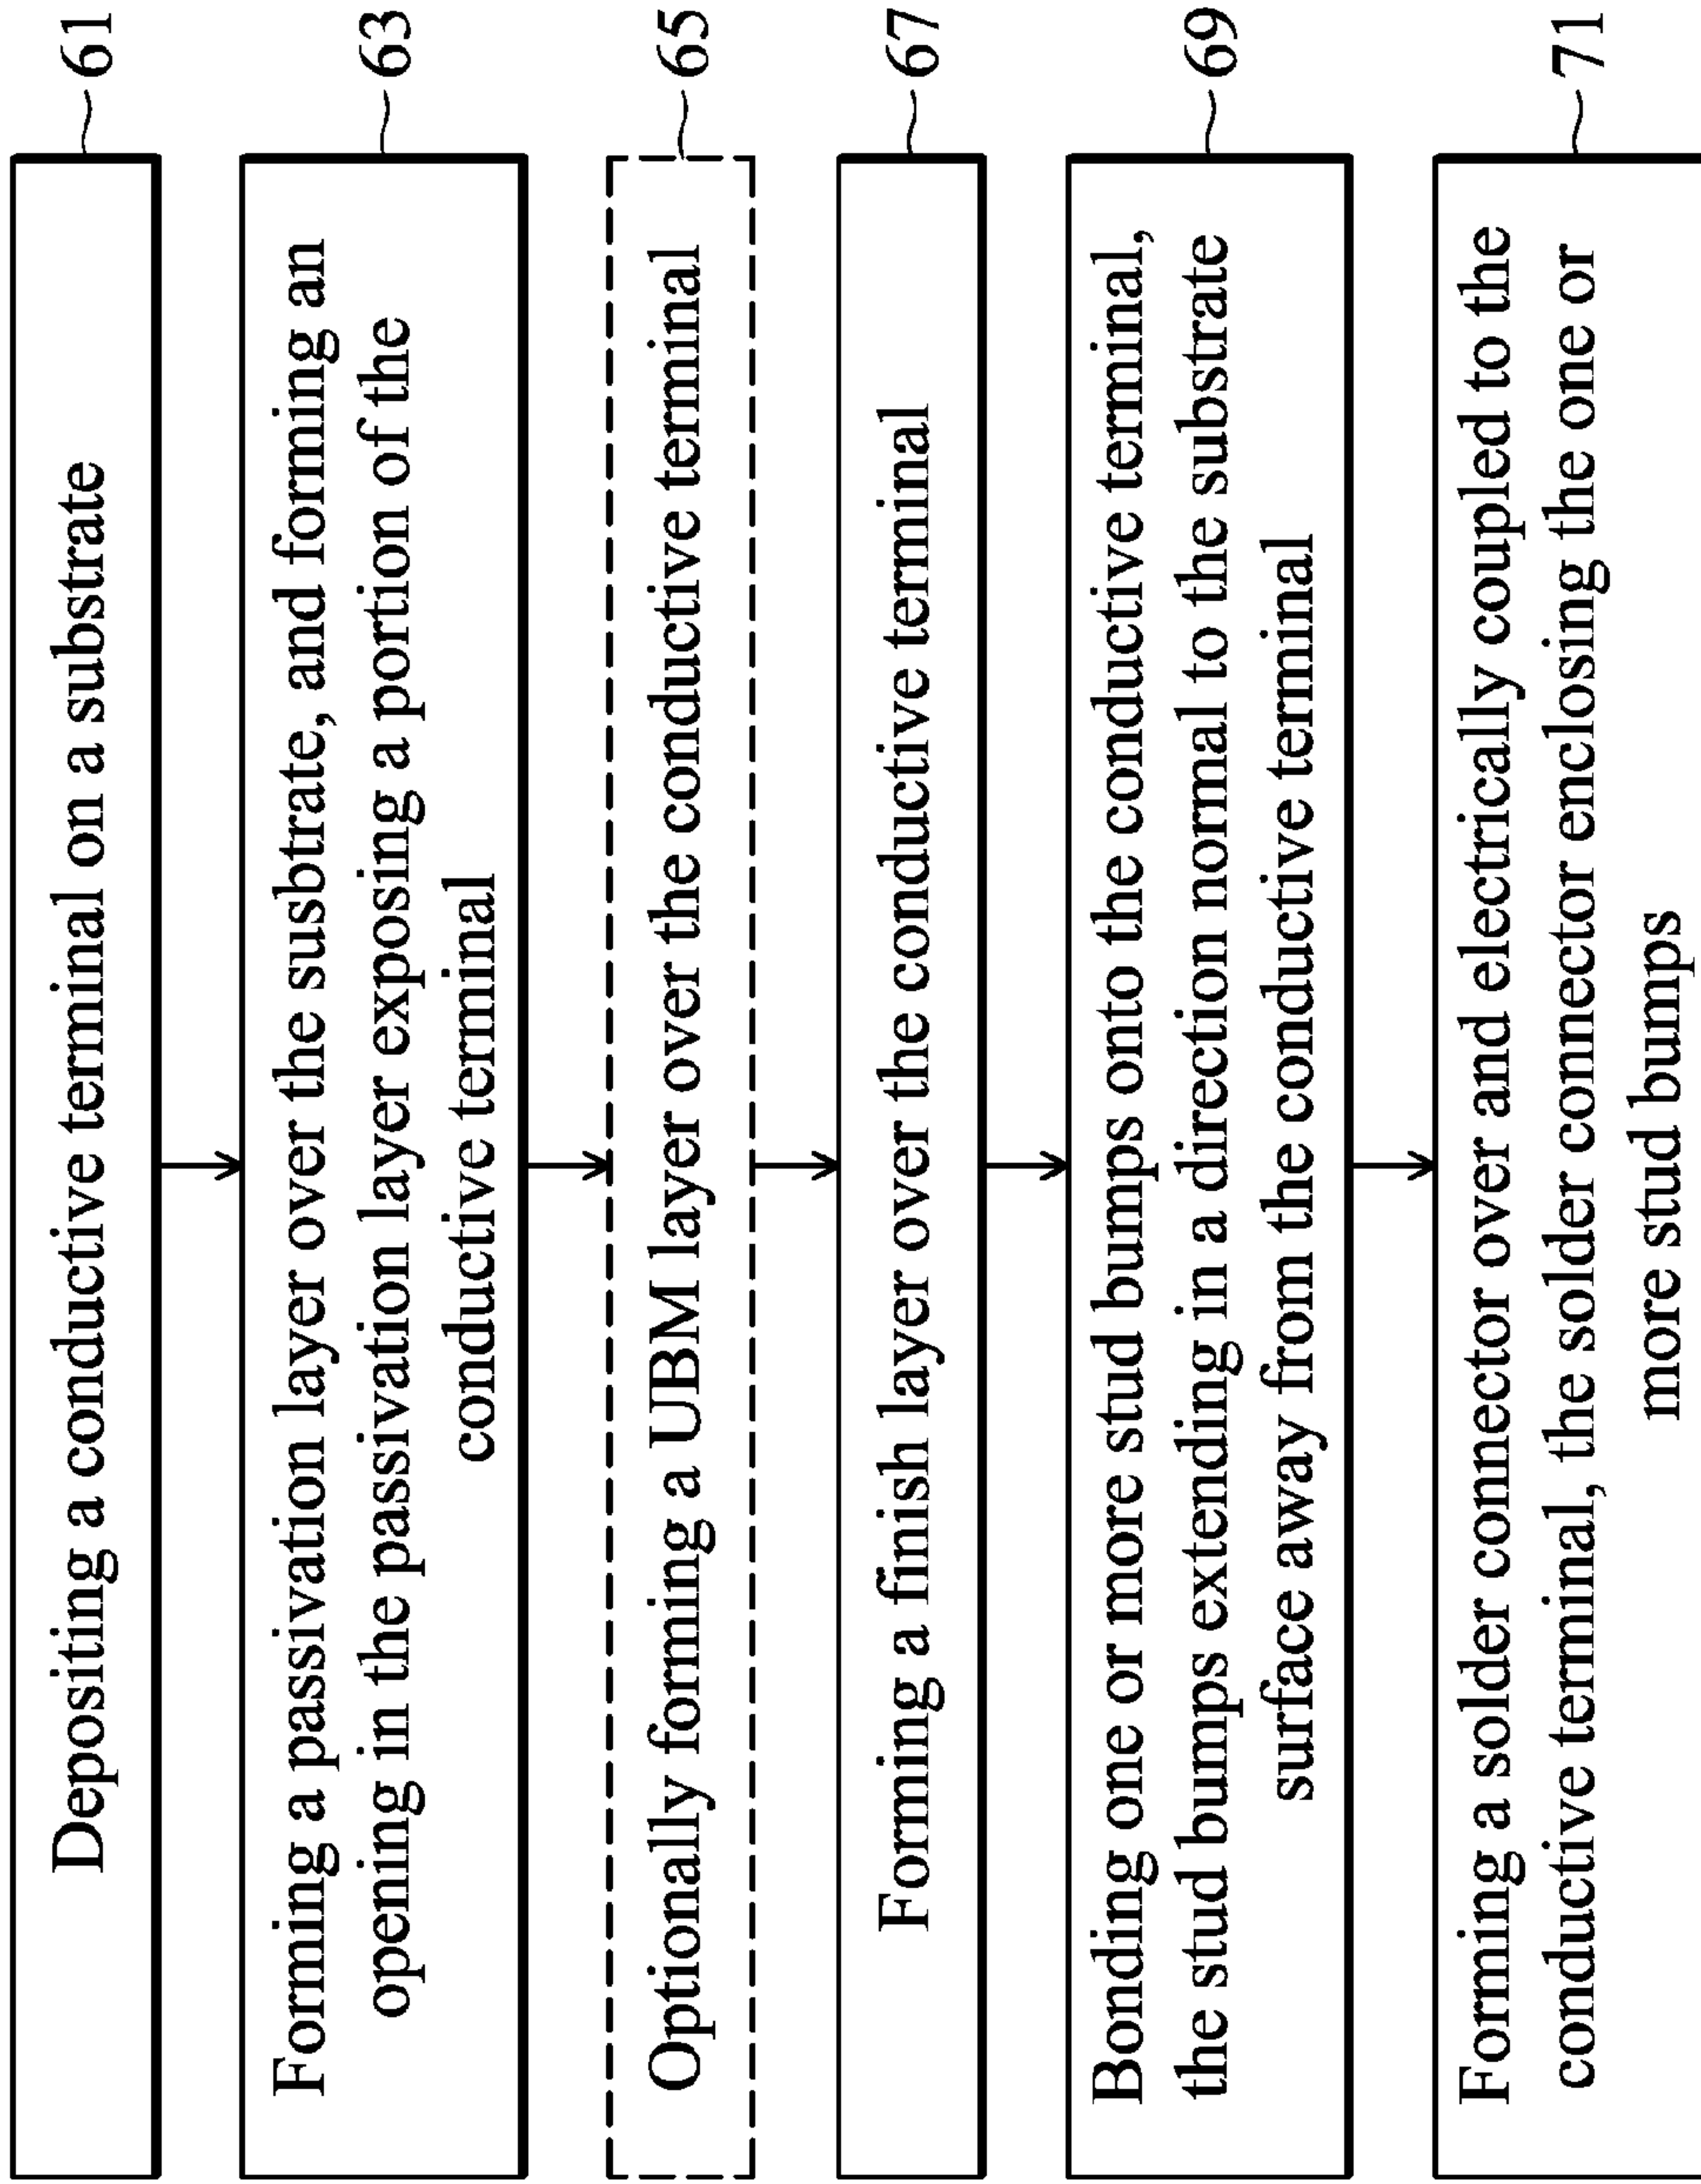 Depositing a conductive terminal on a substrate
61
Forming a passivation layer over the susbtrate, and forming an
opening in the passivation layer exposing a portion of the
conductive terminal
63
Optionally forming a UBM layer over the conductive terminal
65
Forming a finish layer over the conductive terminal
67
Bonding one or more stud bumps onto the conductive terminal,
the stud bumps extending in a direction normal to the substrate
surface away from the conductive terminal
69
Forming a solder connector over and electrically coupled to the
conductive terminal, the solder connector enclosing the one or
more stud bumps
71